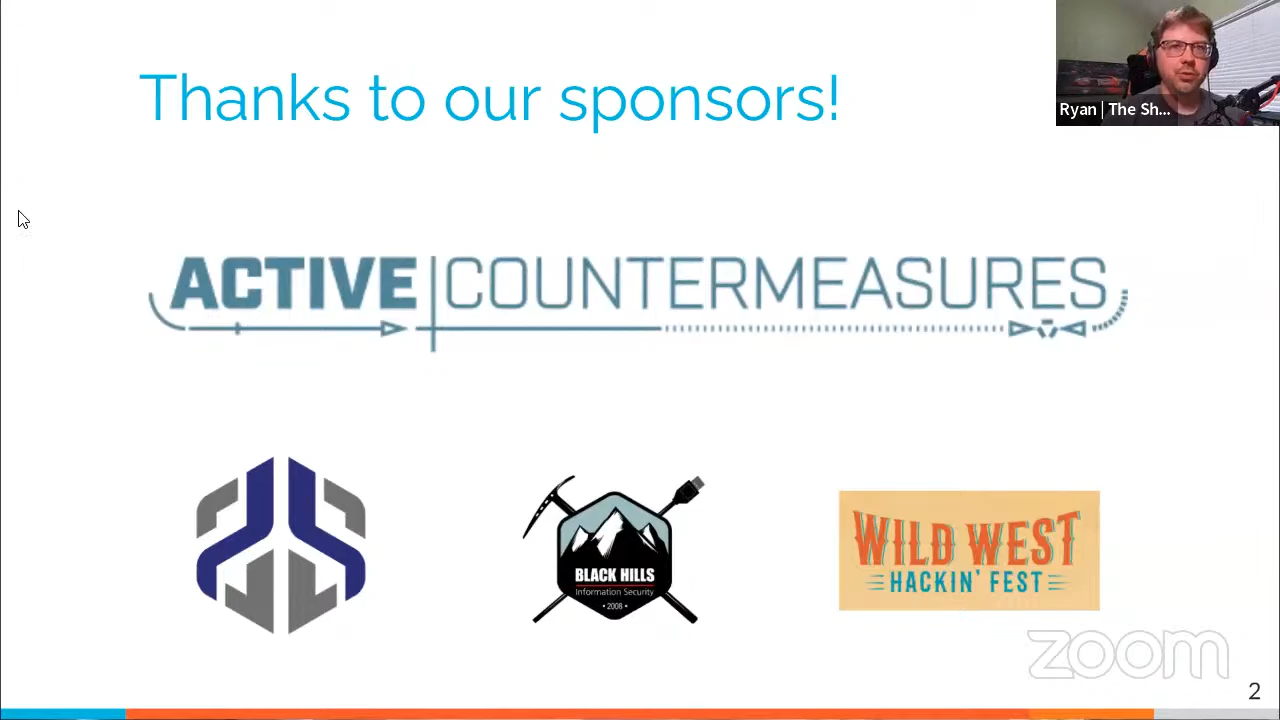 Thanks to our sponsors!
Ryan | The Sh...
ACTIVE COUNTERMEASURES
BLACK HILLS
Information Security
• 2008 •
WILD WEST
HACKIN' FEST
zoom
2